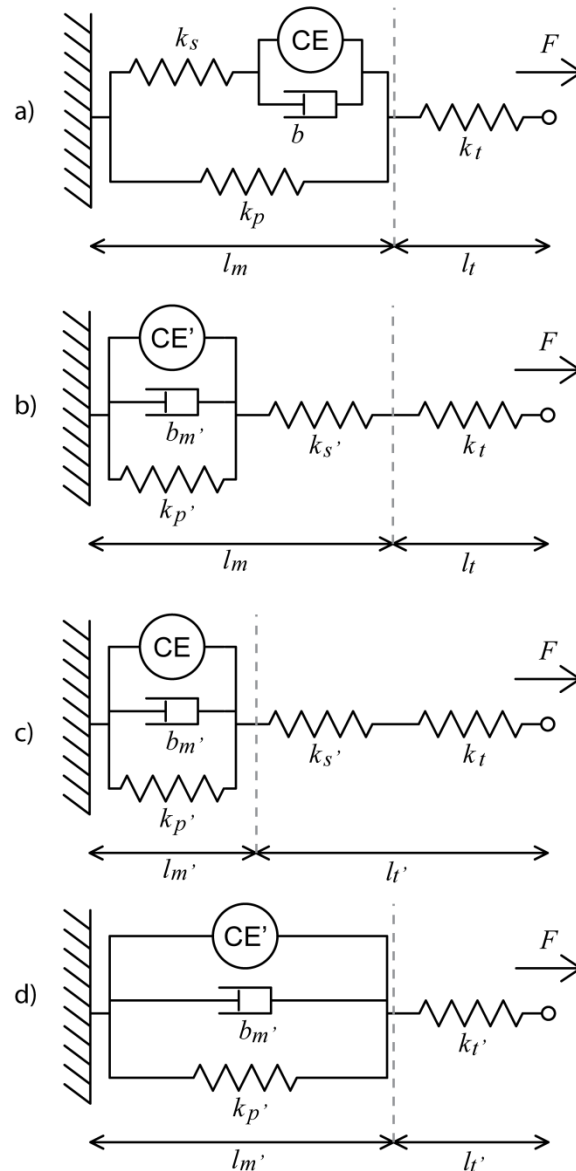 k_s CE F
a) b k_t
k_p
l_m l_t
CE' F
b) b_m' k_s' k_t
k_p'
l_m l_t
CE F
c) b_m' k_s' k_t
k_p'
l_m' l_t'
CE' F
d) b_m' k_t'
k_p'
l_m' l_t'